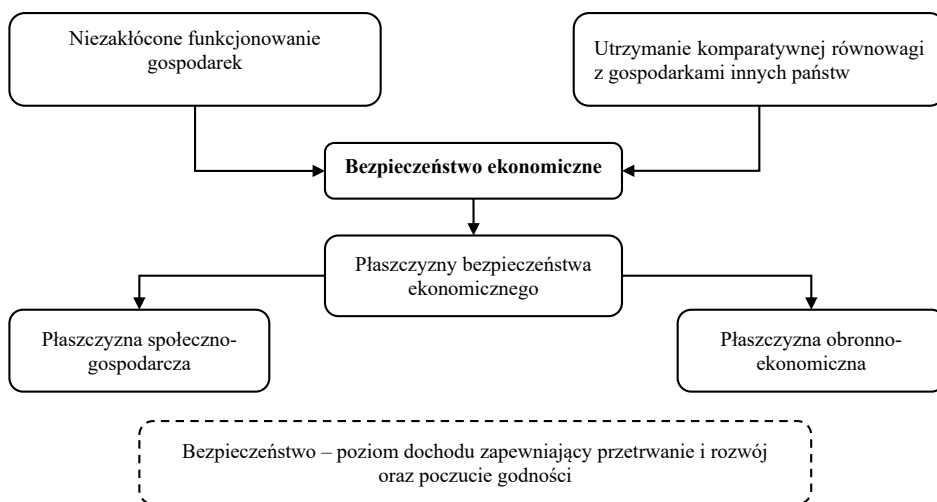 Niezakłócone funkcjonowanie
gospodarek
Utrzymanie komparatywnej równowagi
z gospodarkami innych państw
Bezpieczeństwo ekonomiczne
Płaszczyzny bezpieczeństwa
ekonomicznego
Płaszczyzna społeczno-
gospodarcza
Płaszczyzna obronno-
ekonomiczna
Bezpieczeństwo – poziom dochodu zapewniający przetrwanie i rozwój
oraz poczucie godności